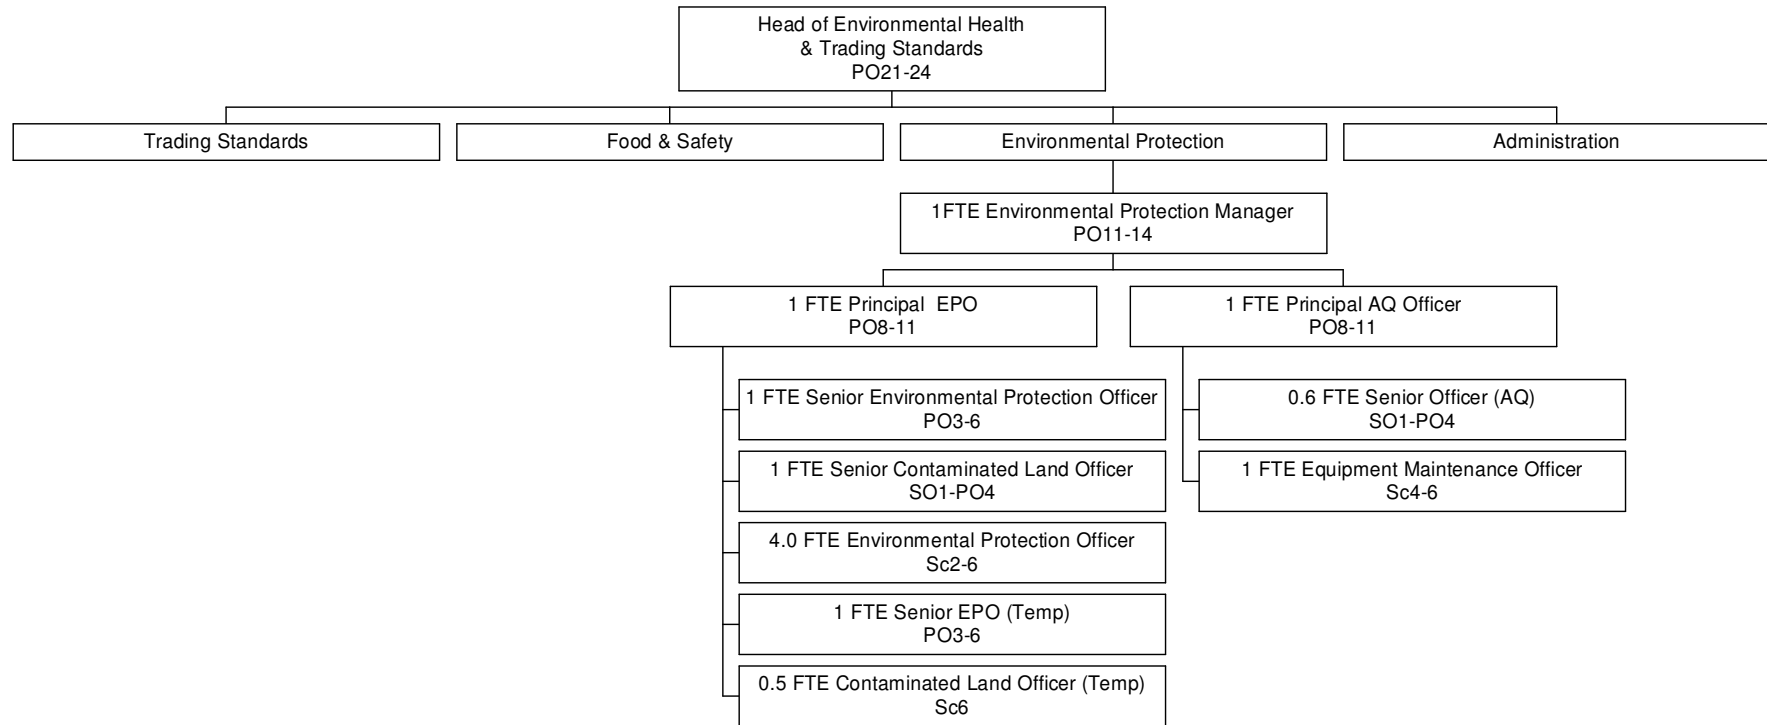 Head of Environmental Health
& Trading Standards
PO21-24
Trading Standards
Food & Safety
Environmental Protection
Administration
1FTE Environmental Protection Manager
PO11-14
1 FTE Principal  EPO
PO8-11
1 FTE Principal AQ Officer
PO8-11
1 FTE Senior Environmental Protection Officer
PO3-6
1 FTE Senior Contaminated Land Officer
SO1-PO4
4.0 FTE Environmental Protection Officer
Sc2-6
1 FTE Senior EPO (Temp)
PO3-6
0.5 FTE Contaminated Land Officer (Temp)
Sc6
0.6 FTE Senior Officer (AQ)
SO1-PO4
1 FTE Equipment Maintenance Officer
Sc4-6